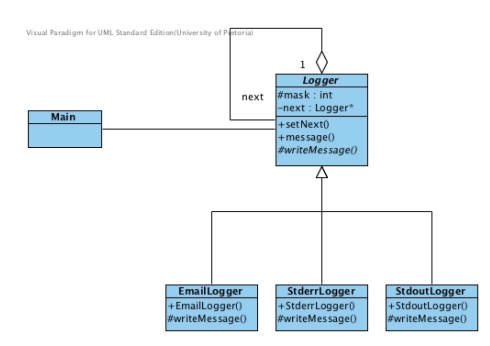 Visual Paradigm for UML Standard Edition(University of Pretoria)
1
Logger
#mask : int
−next : Logger*
next
+setNext()
+message()
#writeMessage()
Main
EmailLogger
+EmailLogger()
#writeMessage()
StderrLogger
+StderrLogger()
#writeMessage()
StdoutLogger
+StdoutLogger()
#writeMessage()